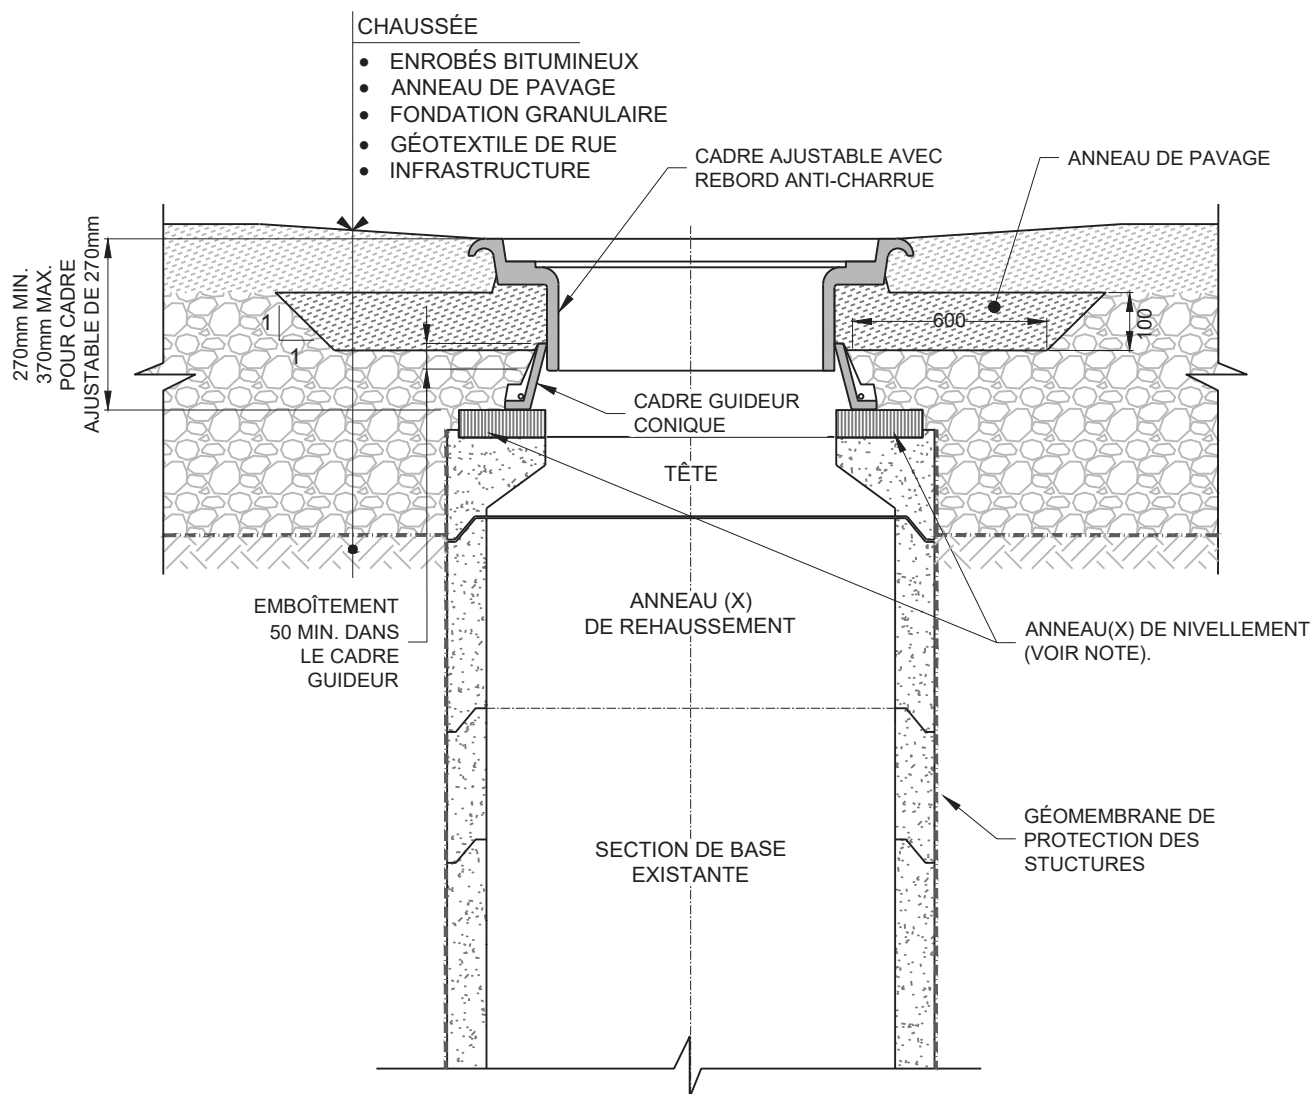 CHAUSSÉE
• ENROBÉS BITUMINEUX
• ANNEAU DE PAVAGE
• FONDATION GRANULAIRE
• GÉOTEXTILE DE RUE
• INFRASTRUCTURE
CADRE AJUSTABLE AVEC
REBORD ANTI-CHARRUE
ANNEAU DE PAVAGE
270mm MIN.
370mm MAX.
POUR CADRE
AJUSTABLE DE 270mm
1
1
600
100
CADRE GUIDEUR
CONIQUE
TÊTE
EMBOÎTEMENT
50 MIN. DANS
LE CADRE
GUIDEUR
ANNEAU (X)
DE REHAUSSEMENT
ANNEAU(X) DE NIVELLEMENT
(VOIR NOTE).
SECTION DE BASE
EXISTANTE
GÉOMEMBRANE DE
PROTECTION DES
STUCTURES